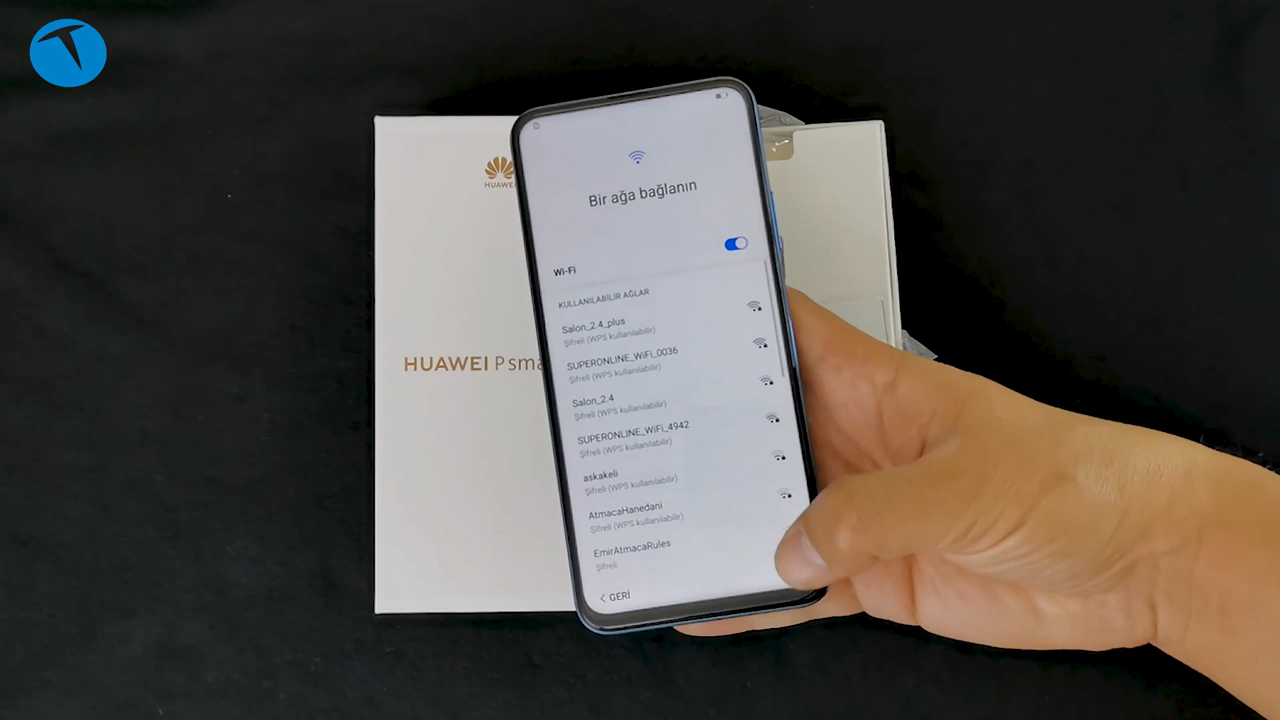 HUAWEI
HUAWEI P sma
Bir ağa bağlanın
Wi-Fi
KULLANILABİLİR AĞLAR
Salon_2.4_plus
Şifreli (WPS kullanılabilir)
SUPERONLINE_WiFi_0036
Şifreli (WPS kullanılabilir)
Salon_2.4
Şifreli (WPS kullanılabilir)
SUPERONLINE_WiFi_4942
Şifreli (WPS kullanılabilir)
askakeli
Şifreli (WPS kullanılabilir)
AtmacaHanedani
Şifreli (WPS kullanılabilir)
EmirAtmacaRules
Şifreli
GERİ